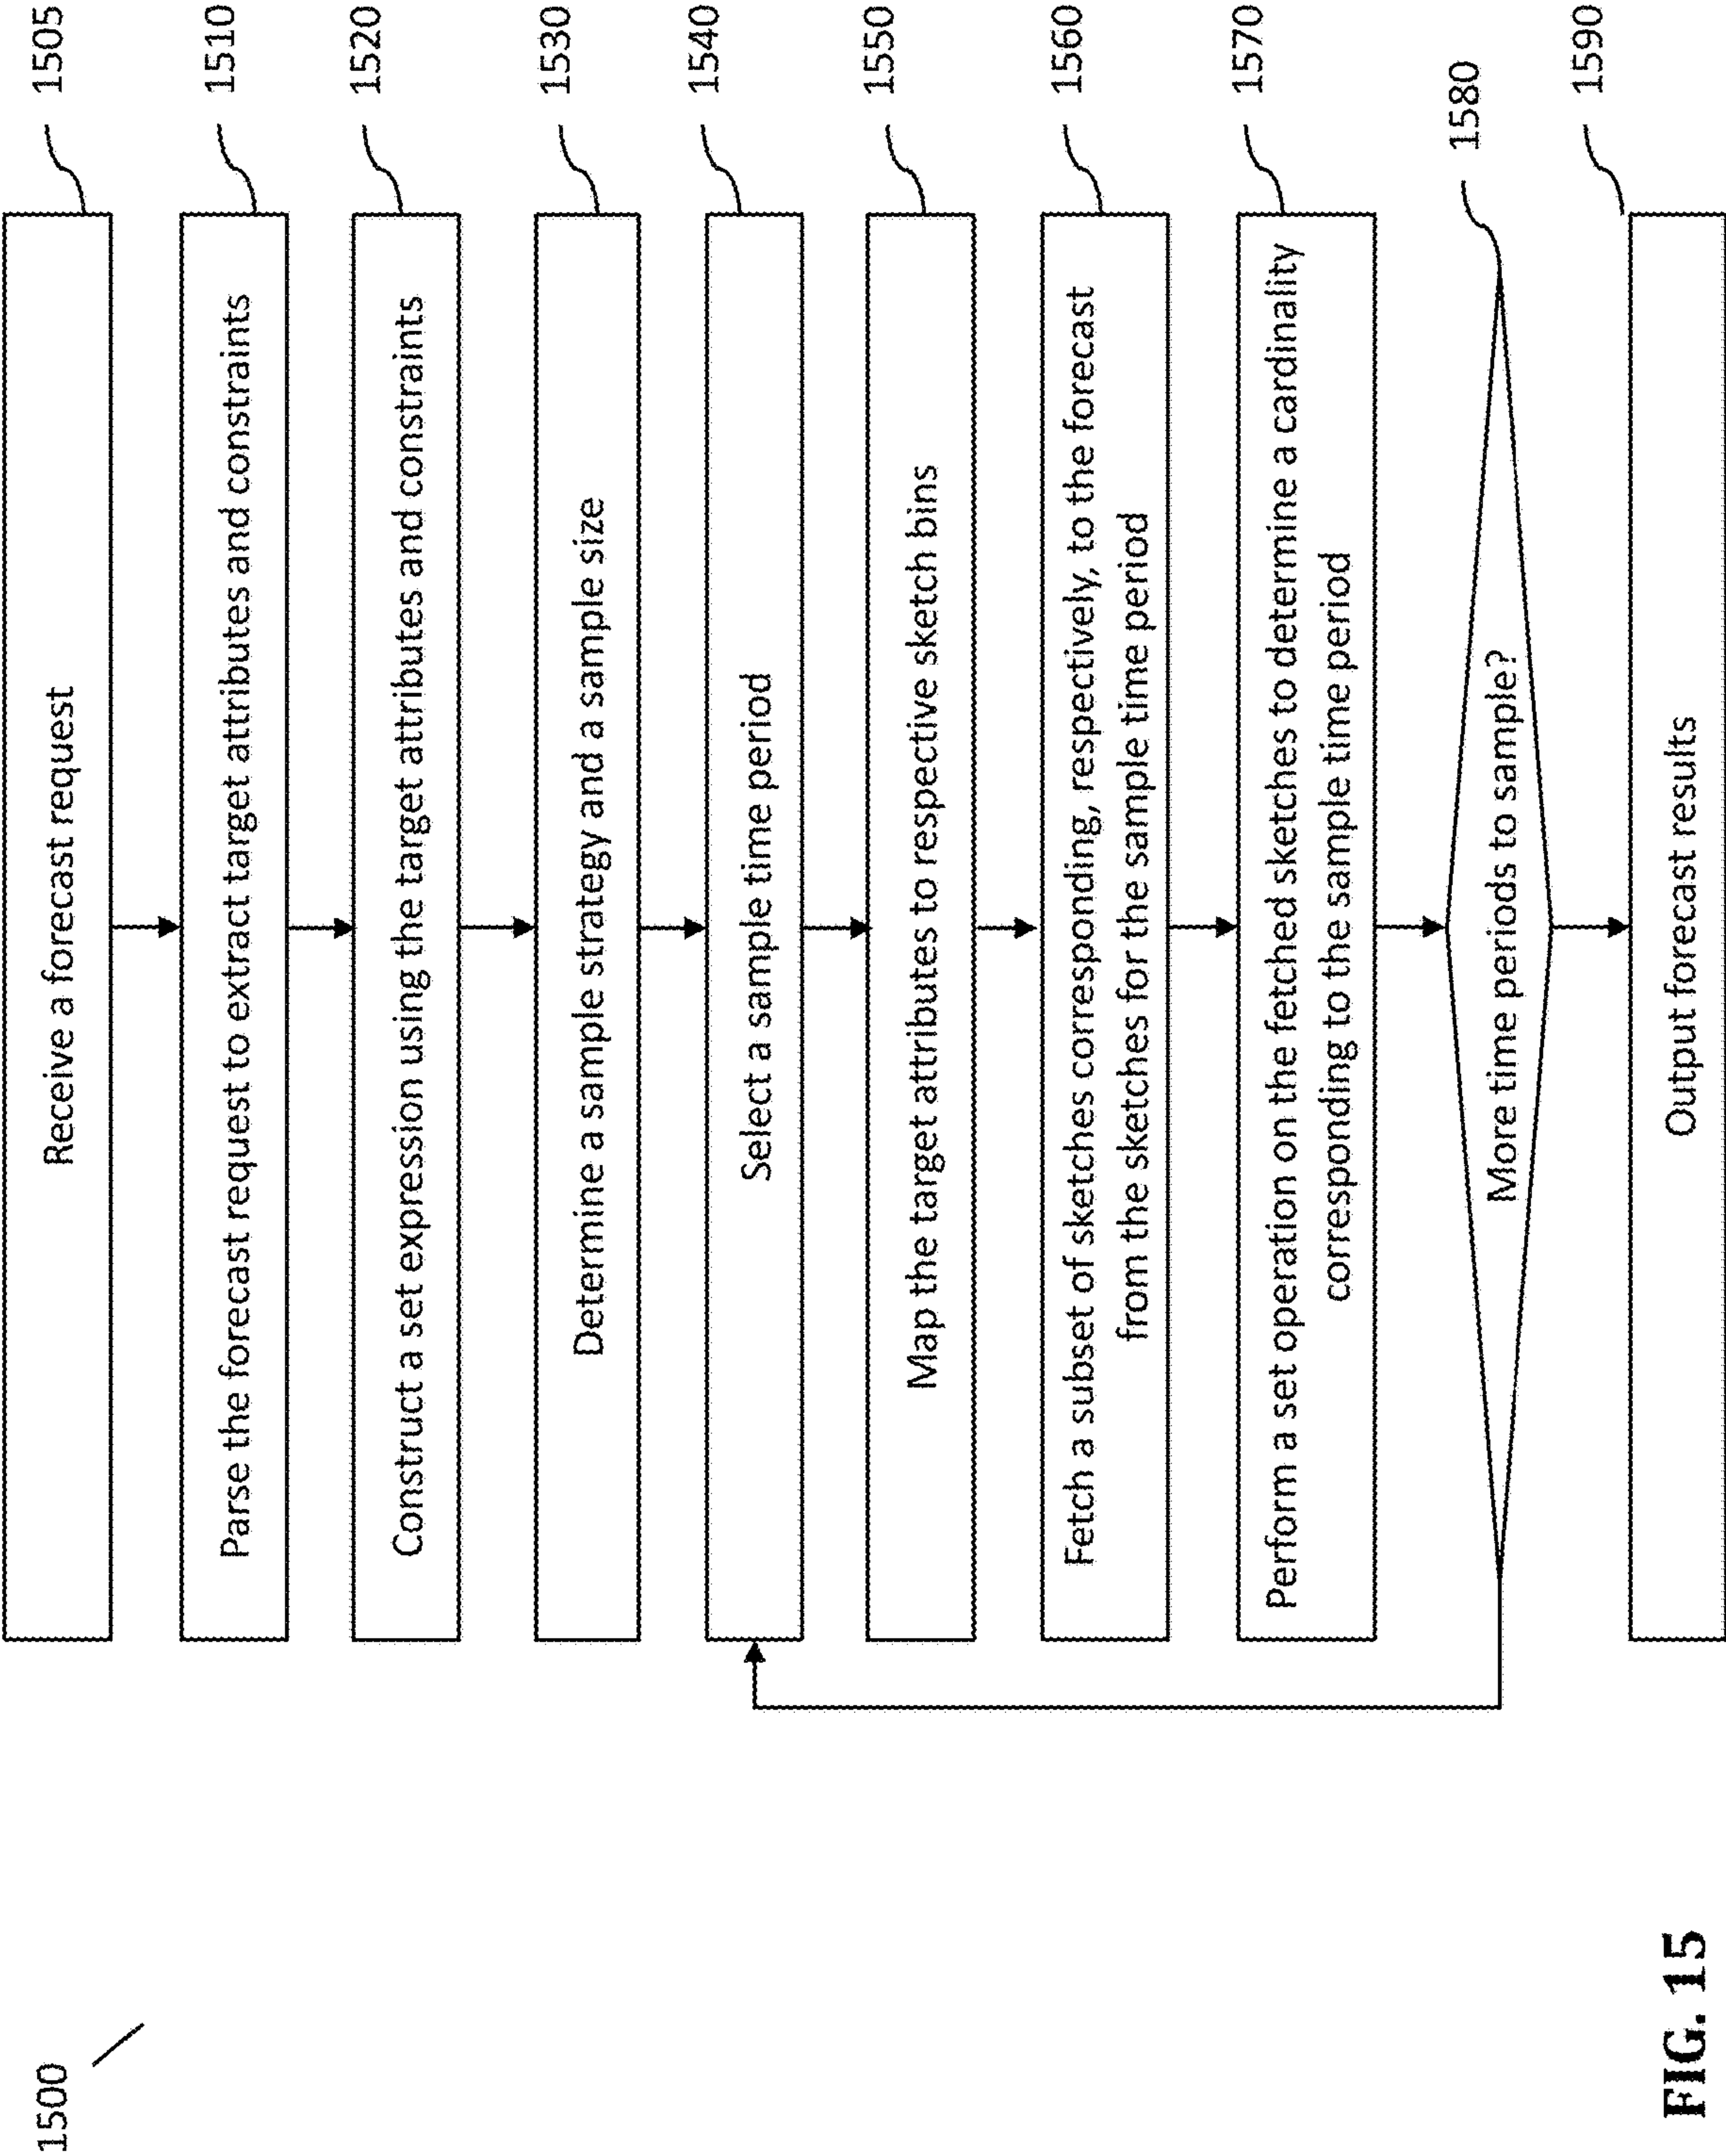 1500
Receive a forecast request
1505
Parse the forecast request to extract target attributes and constraints
1510
Construct a set expression using the target attributes and constraints
1520
Determine a sample strategy and a sample size
1530
Select a sample time period
1540
Map the target attributes to respective sketch bins
1550
Fetch a subset of sketches corresponding, respectively, to the forecast
from the sketches for the sample time period
1560
Perform a set operation on the fetched sketches to determine a cardinality
corresponding to the sample time period
1570
More time periods to sample?
1580
Output forecast results
1590
FIG. 15